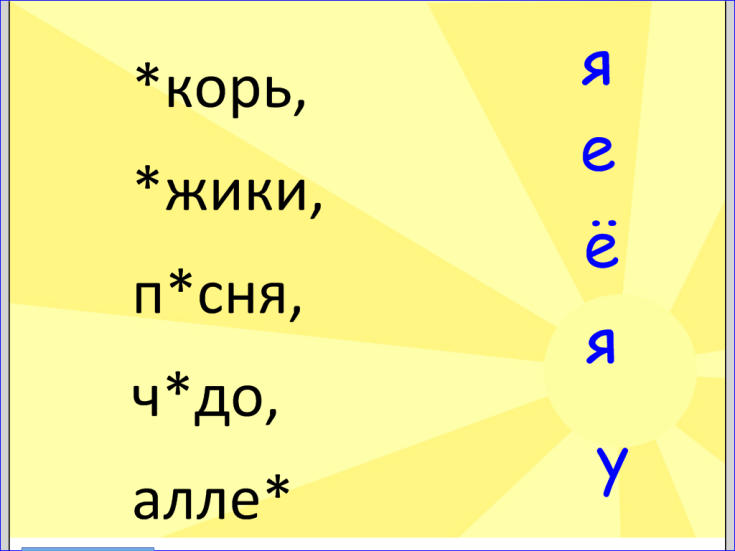 *корь,
*жики,
п*сня,
ч*до,
алле*
я
е
ё
я
у